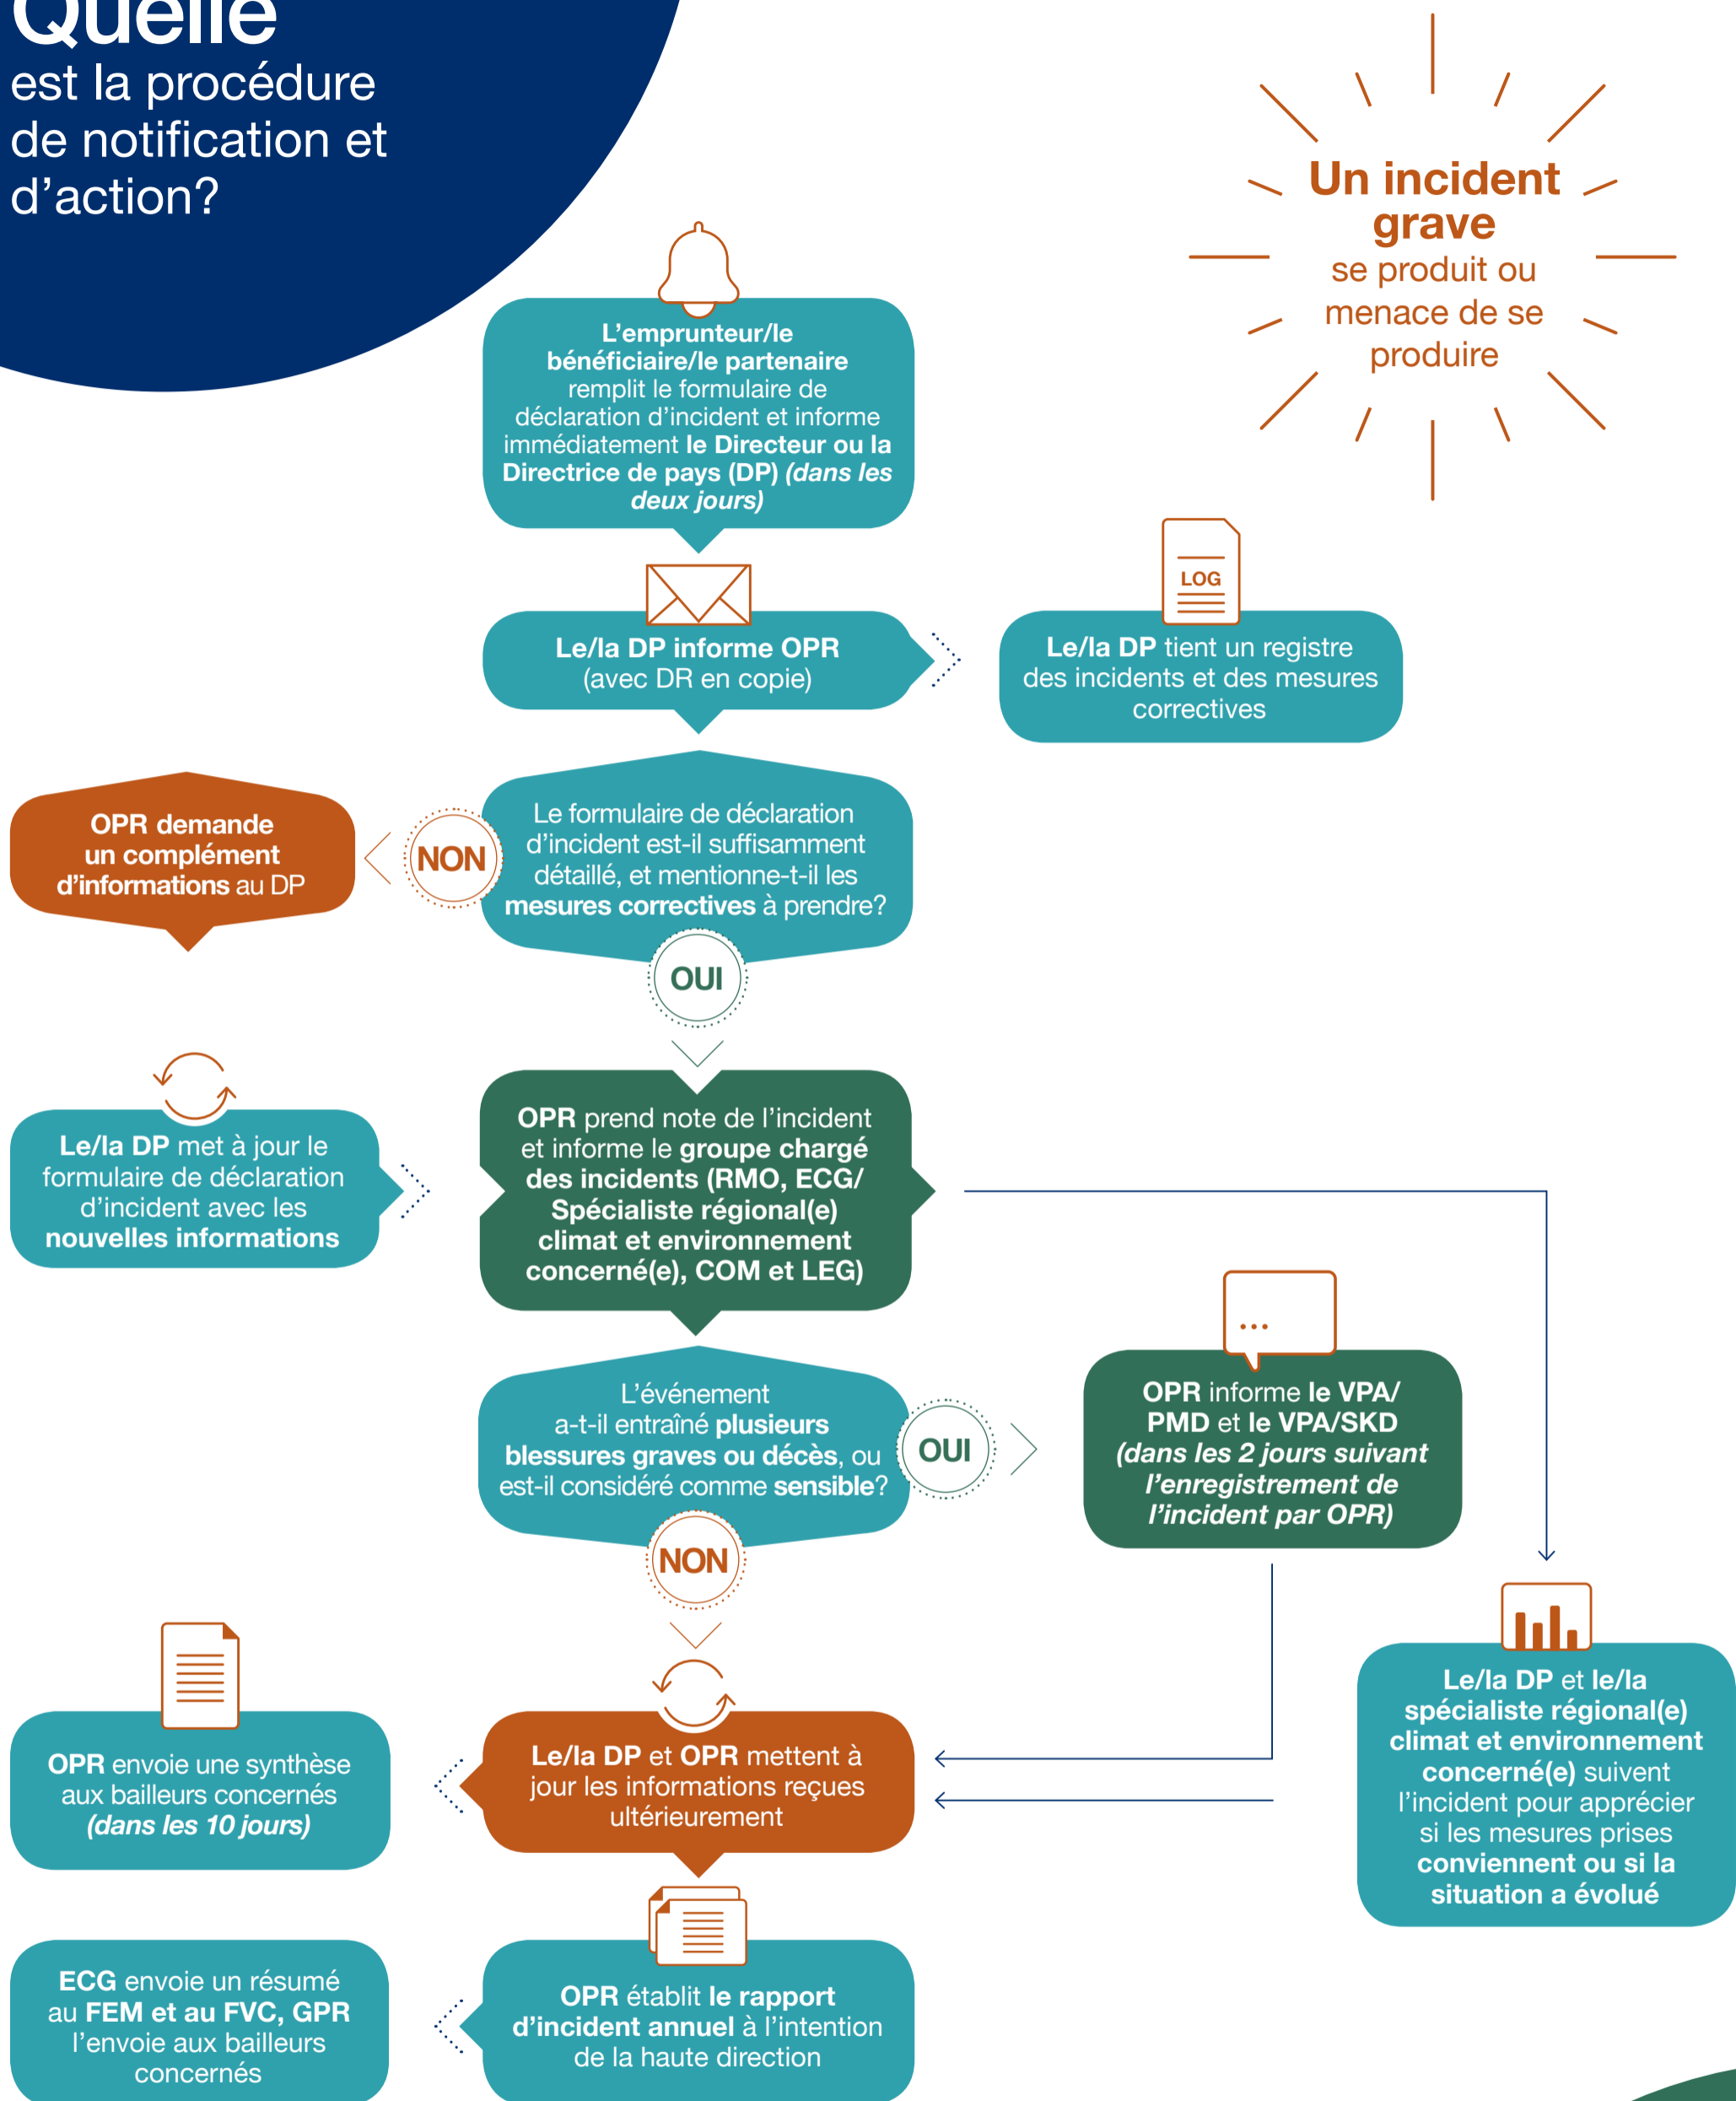 Quelle
est la procédure
de notification et
d’action?
Un incident
grave
se produit ou
menace de se
produire
L’emprunteur/le
bénéficiaire/le partenaire
remplit le formulaire de
déclaration d’incident et informe
immédiatement le Directeur ou la
Directrice de pays (DP) (dans les
deux jours)
Le/la DP informe OPR
(avec DR en copie)
LOG
Le/la DP tient un registre
des incidents et des mesures
correctives
Le formulaire de déclaration
d’incident est-il suffisamment
détaillé, et mentionne-t-il les
mesures correctives à prendre?
NON
OPR demande
un complément
d’informations au DP
OUI
Le/la DP met à jour le
formulaire de déclaration
d’incident avec les
nouvelles informations
OPR prend note de l’incident
et informe le groupe chargé
des incidents (RMO, ECG/
Spécialiste régional(e)
climat et environnement
concerné(e), COM et LEG)
L’événement
a-t-il entraîné plusieurs
blessures graves ou décès, ou
est-il considéré comme sensible?
OUI
OPR informe le VPA/
PMD et le VPA/SKD
(dans les 2 jours suivant
l’enregistrement de
l’incident par OPR)
NON
Le/la DP et le/la
spécialiste régional(e)
climat et environnement
concerné(e) suivent
l’incident pour apprécier
si les mesures prises
conviennent ou si la
situation a évolué
Le/la DP et OPR mettent à
jour les informations reçues
ultérieurement
OPR envoie une synthèse
aux bailleurs concernés
(dans les 10 jours)
OPR établit le rapport
d’incident annuel à l’intention
de la haute direction
ECG envoie un résumé
au FEM et au FVC, GPR
l’envoie aux bailleurs
concernés